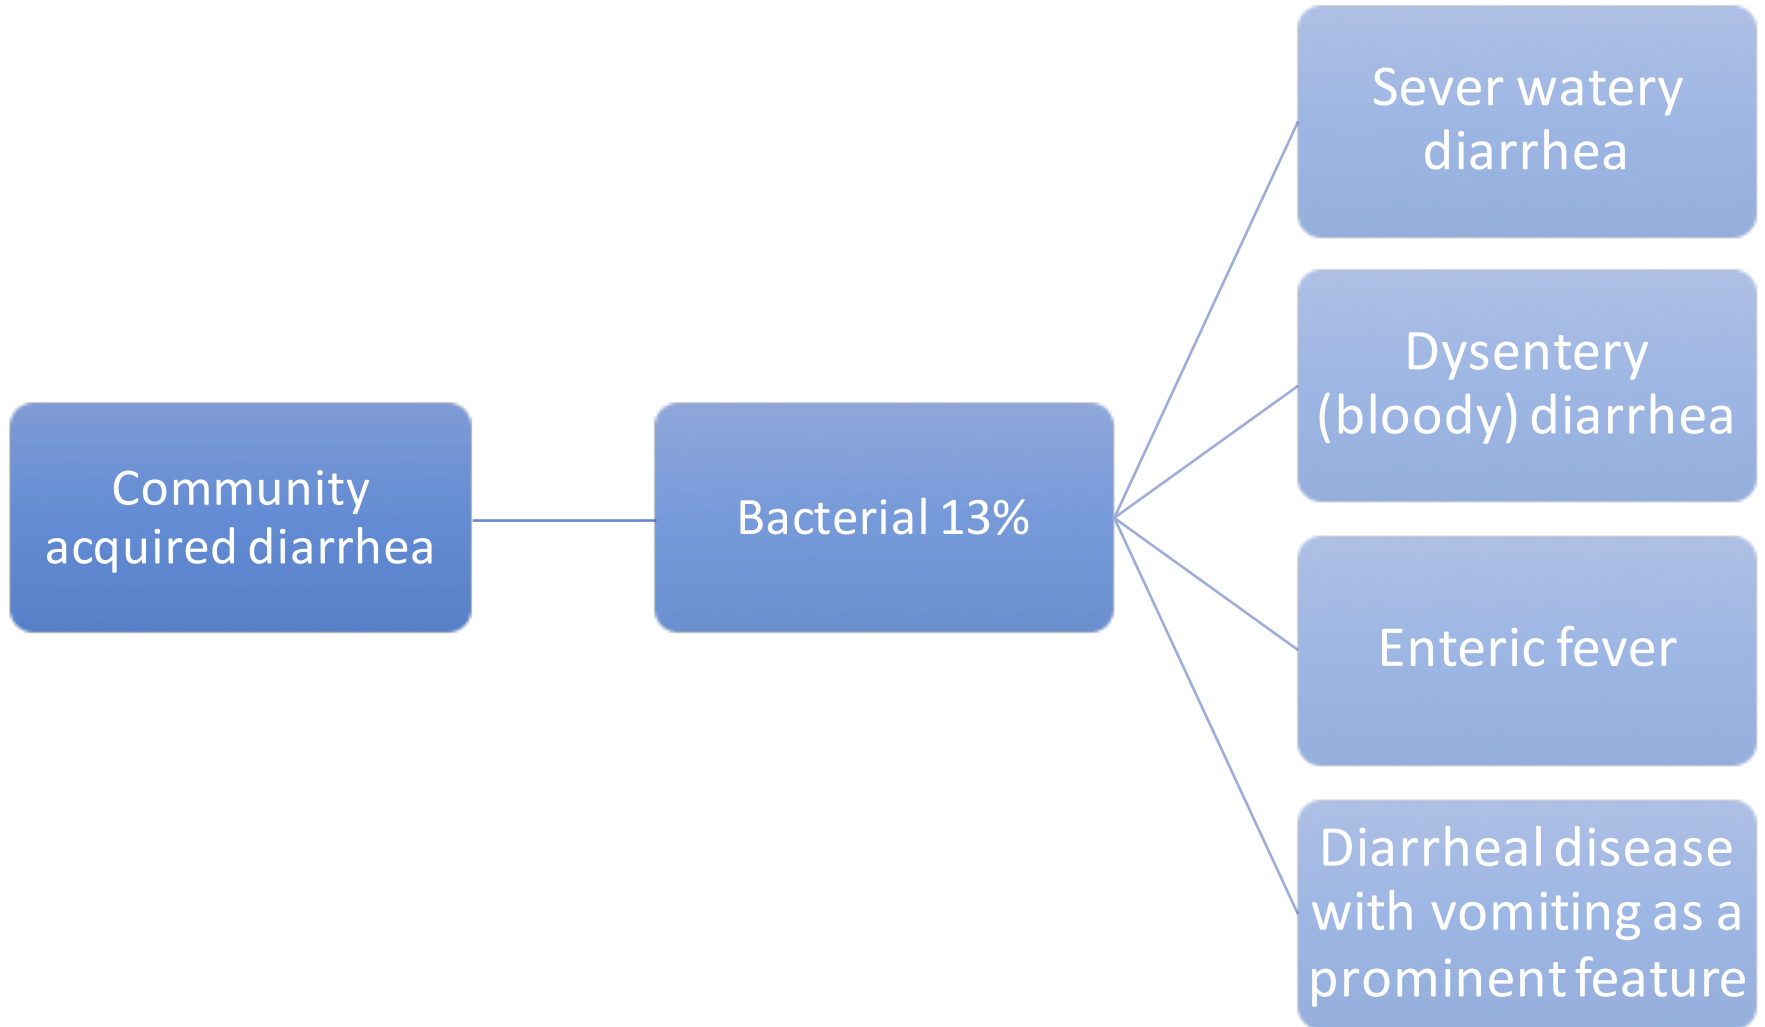 Community
acquired diarrhea
Bacterial 13%
Sever watery
diarrhea
Dysentery
(bloody) diarrhea
Enteric fever
Diarrheal disease
with vomiting as a
prominent feature